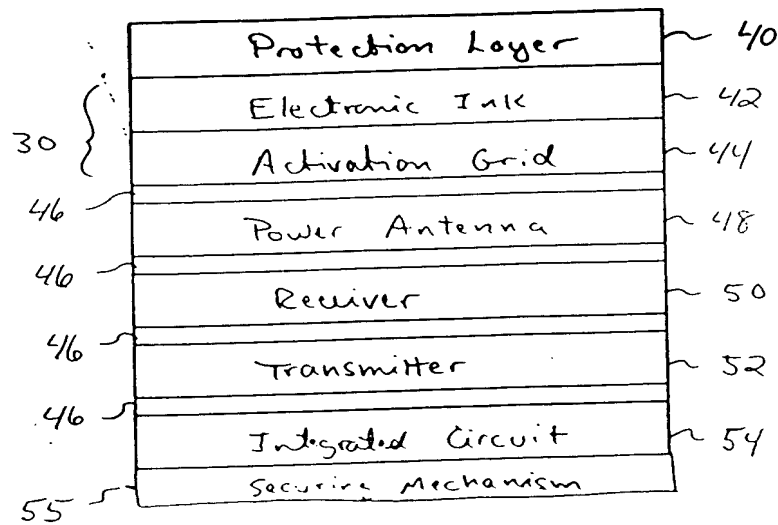 Protection Layer 40
Electronic Ink 42
30
Activation Grid 44
46
Power Antenna 48
46
Receiver 50
46
Transmitter 52
46
Integrated Circuit 54
55 Securing Mechanism